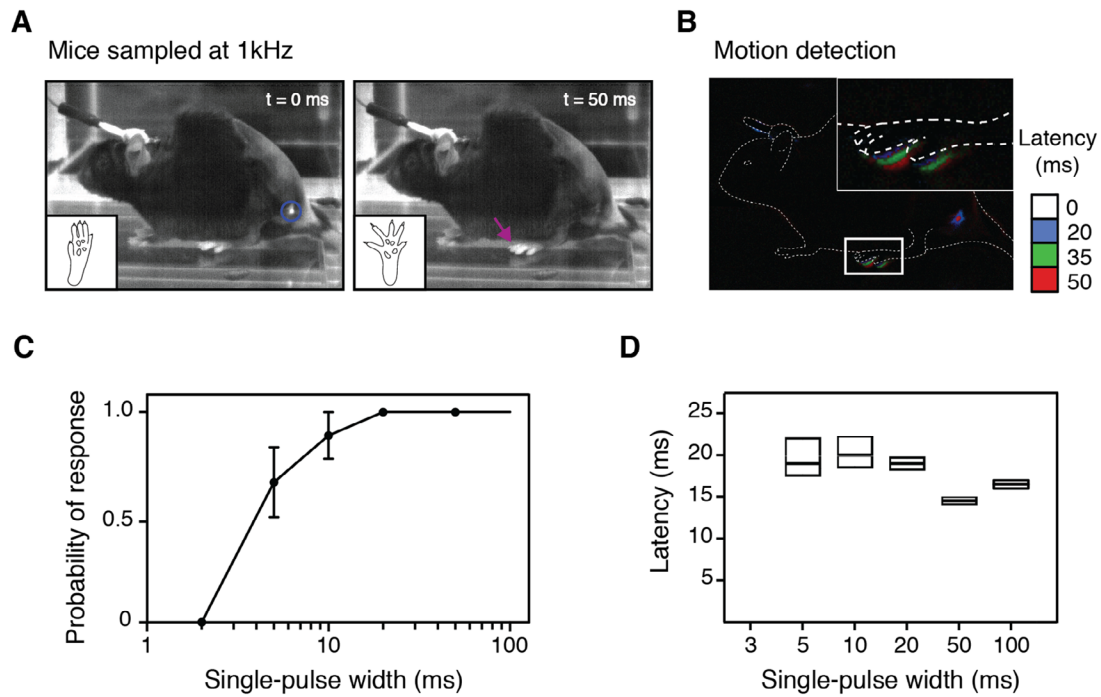 A
Mice sampled at 1kHz
t = 0 ms
t = 50 ms
B
Motion detection
Latency
(ms)
0
20
35
50
C
Probability of response
1.0
0.5
0
1
10
100
Single-pulse width (ms)
D
Latency (ms)
25
20
15
10
5
3
5
10
20
50
100
Single-pulse width (ms)